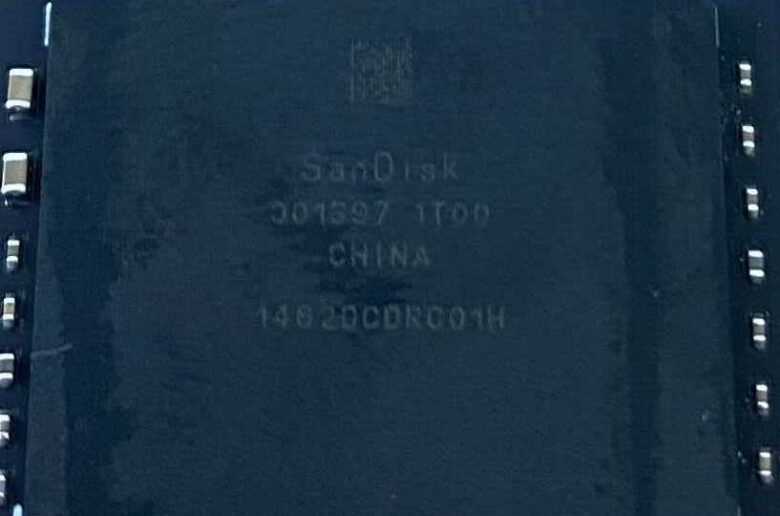 SanDisk
001397 1T00
CHINA
1462DCDRC01H